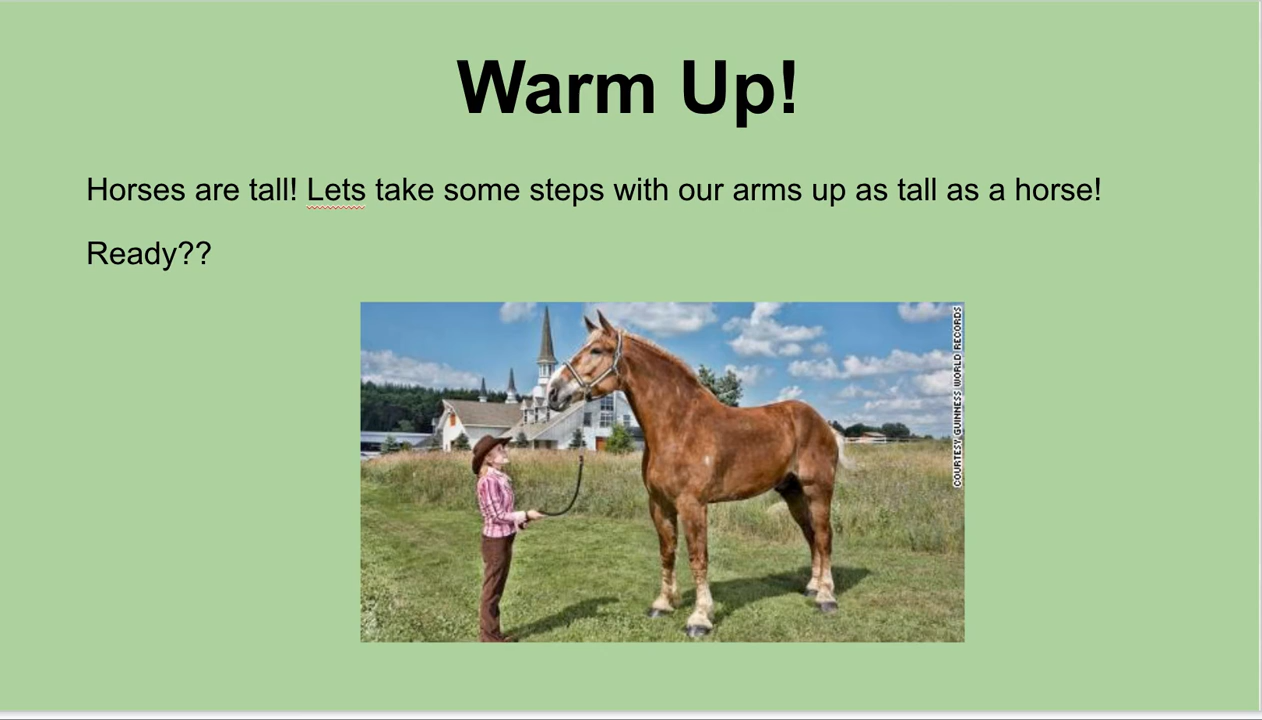 Warm Up!
Horses are tall! Lets take some steps with our arms up as tall as a horse!
Ready??
COURTESY GUINNESS WORLD RECORDS